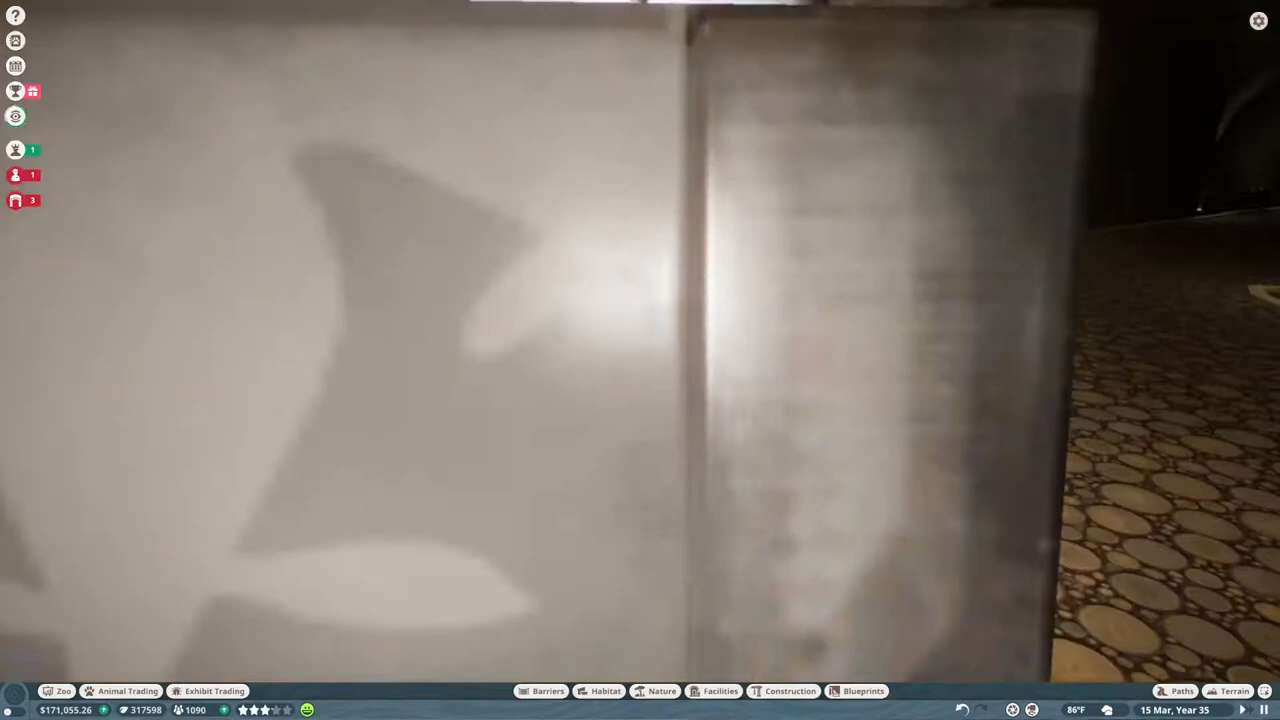 ?
1
1
3
Zoo Animal Trading Exhibit Trading Barriers Habitat Nature Facilities Construction Blueprints Paths Terrain
$171,055.26 317598 1090 86°F 15 Mar, Year 35